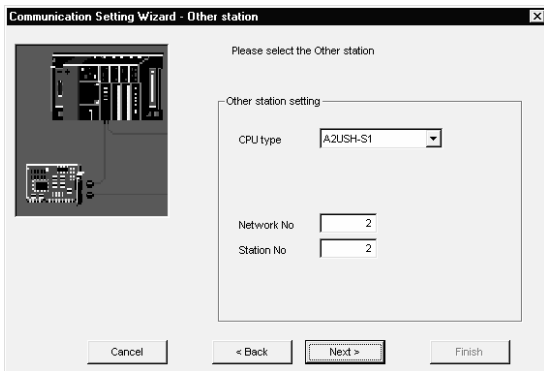 Communication Setting Wizard - Other station
Please select the Other station
Other station setting
CPU type A2USH-S1
Network No 2
Station No 2
Cancel < Back Next > Finish